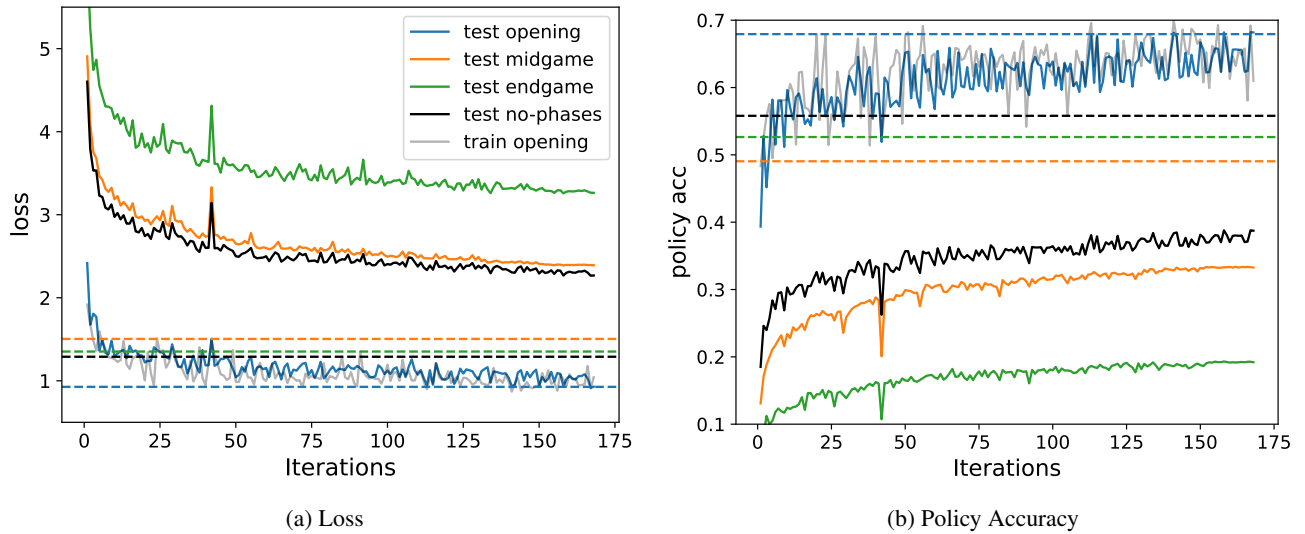 5
4
3
2
1
loss
test opening
test midgame
test endgame
test no-phases
train opening
0 25 50 75 100 125 150 175
Iterations
(a) Loss
0.7
0.6
0.5
0.4
0.3
0.2
0.1
policy acc
0 25 50 75 100 125 150 175
Iterations
(b) Policy Accuracy